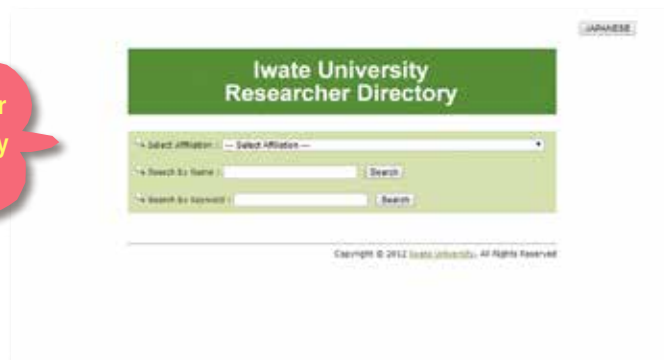 JAPANESE
Iwate University
Researcher Directory
r
y
Select Affiliation : --- Select Affiliation ---
Search by Name : Search
Search by Keyword : Search
Copyright © 2012 Iwate University. All Rights Reserved